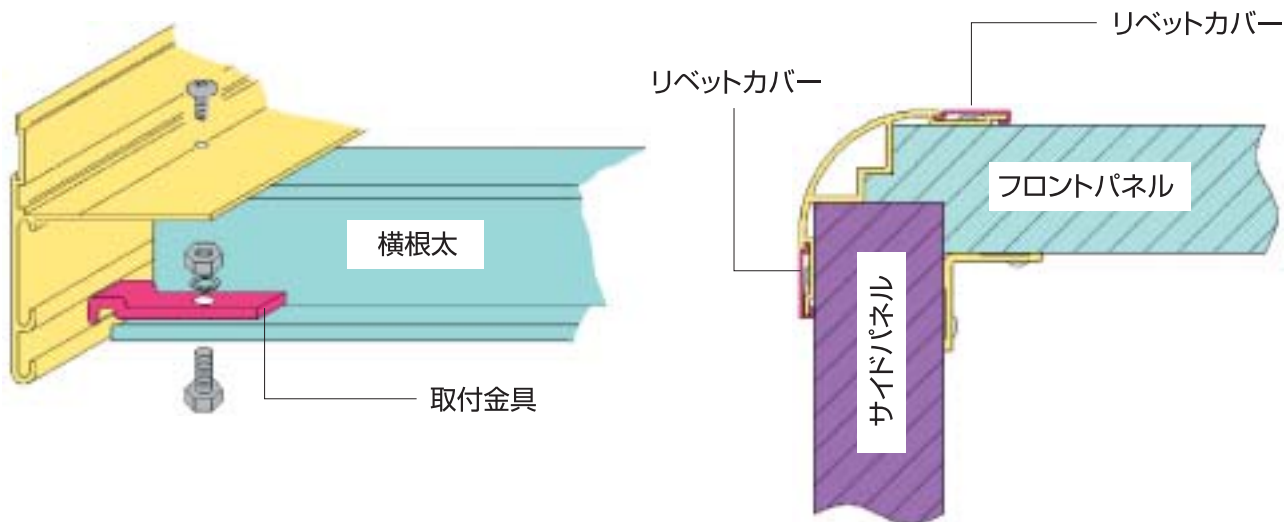 横根太
取付金具
リベットカバー
リベットカバー
フロントパネル
サイドパネル